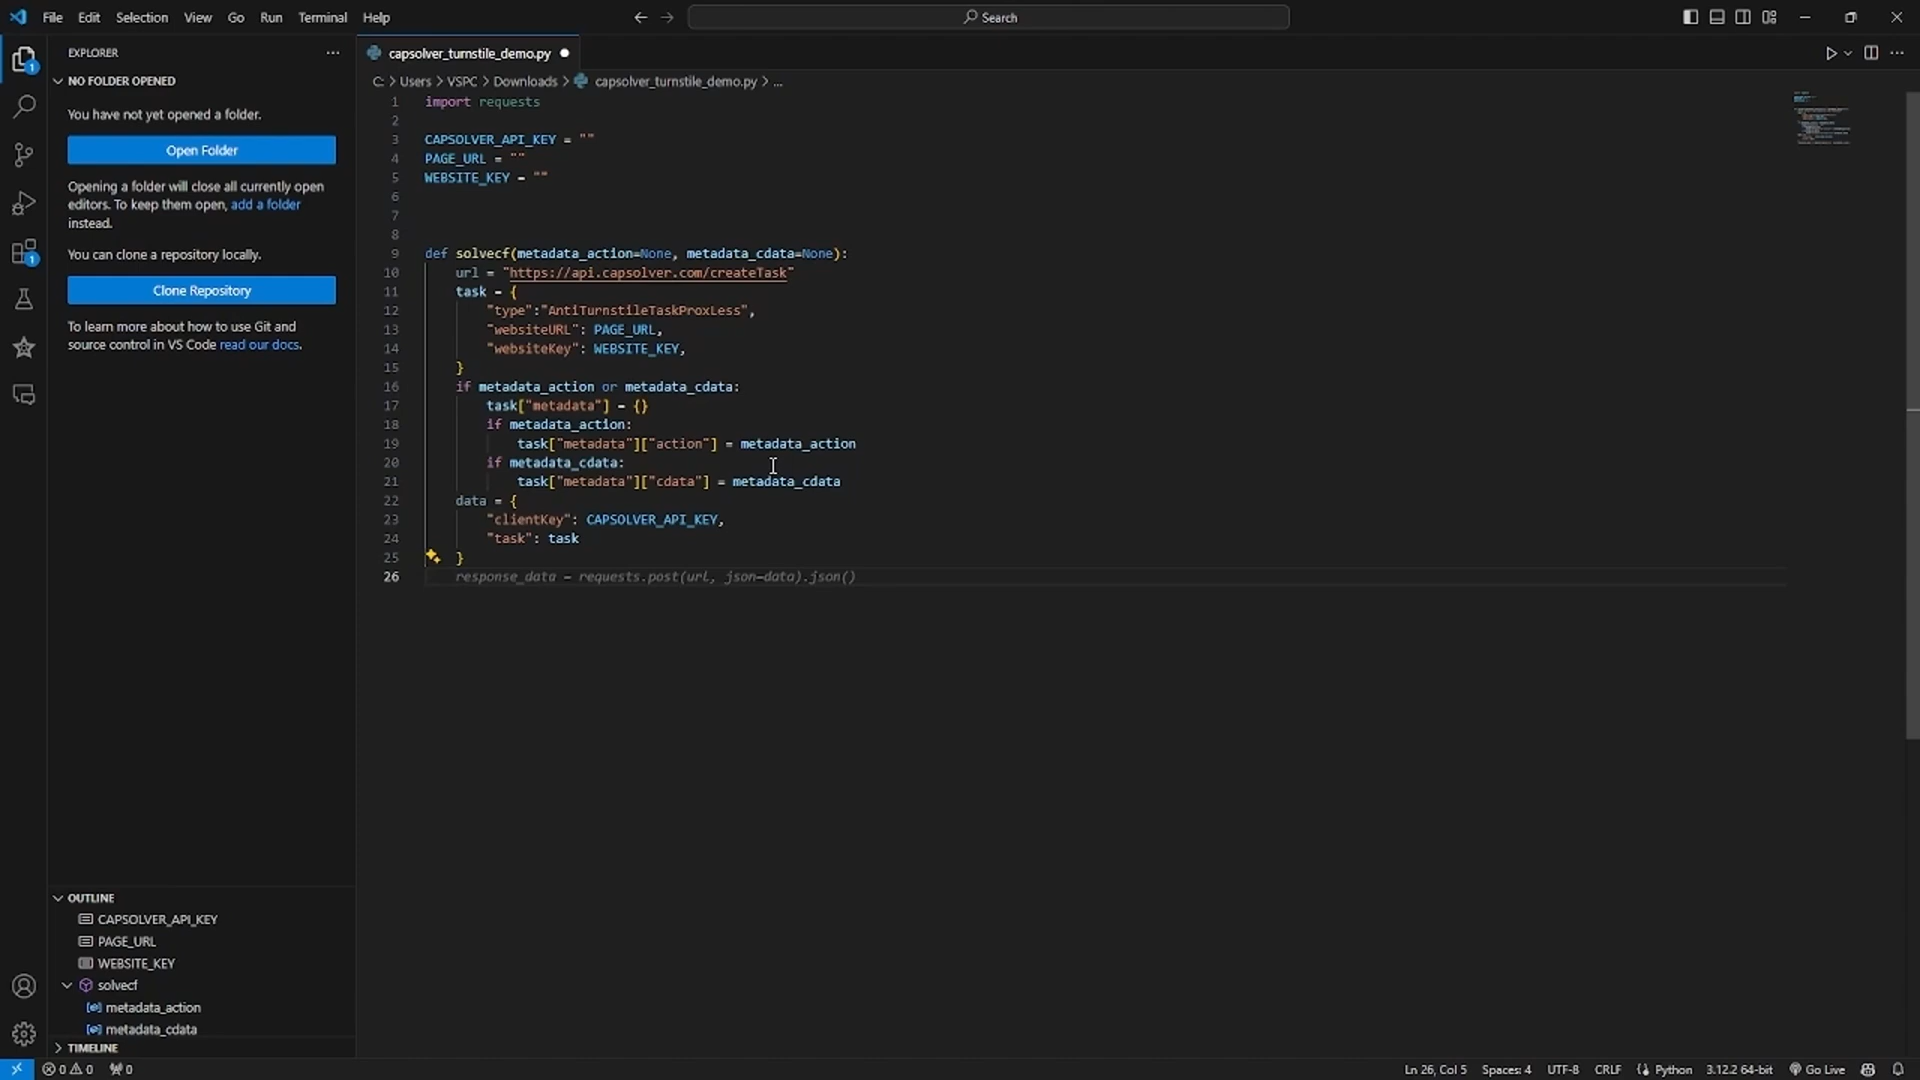 File Edit Selection View Go Run Terminal Help
Search
EXPLORER
NO FOLDER OPENED
You have not yet opened a folder.
Open Folder
Opening a folder will close all currently open
editors. To keep them open, add a folder
instead.
You can clone a repository locally.
Clone Repository
To learn more about how to use Git and
source control in VS Code read our docs.
OUTLINE
CAPSOLVER_API_KEY
PAGE_URL
WEBSITE_KEY
solvecf
metadata_action
metadata_cdata
TIMELINE
1
1
capsolver_turnstile_demo.py
C: > Users > VSPC > Downloads > capsolver_turnstile_demo.py > ...
1 import requests
2
3 CAPSOLVER_API_KEY = ""
4 PAGE_URL = ""
5 WEBSITE_KEY = ""
6
7
8
9 def solvecf(metadata_action=None, metadata_cdata=None):
10 url = "https://api.capsolver.com/createTask"
11 task = {
12 "type":"AntiTurnstileTaskProxLess",
13 "websiteURL": PAGE_URL,
14 "websiteKey": WEBSITE_KEY,
15 }
16 if metadata_action or metadata_cdata:
17 task["metadata"] = {}
18 if metadata_action:
19 task["metadata"]["action"] = metadata_action
20 if metadata_cdata:
21 task["metadata"]["cdata"] = metadata_cdata
22 data = {
23 "clientKey": CAPSOLVER_API_KEY,
24 "task": task
25 }
26 response_data = requests.post(url, json=data).json()
0 0 0
Ln 26, Col 5 Spaces: 4 UTF-8 CRLF Python 3.12.2 64-bit Go Live